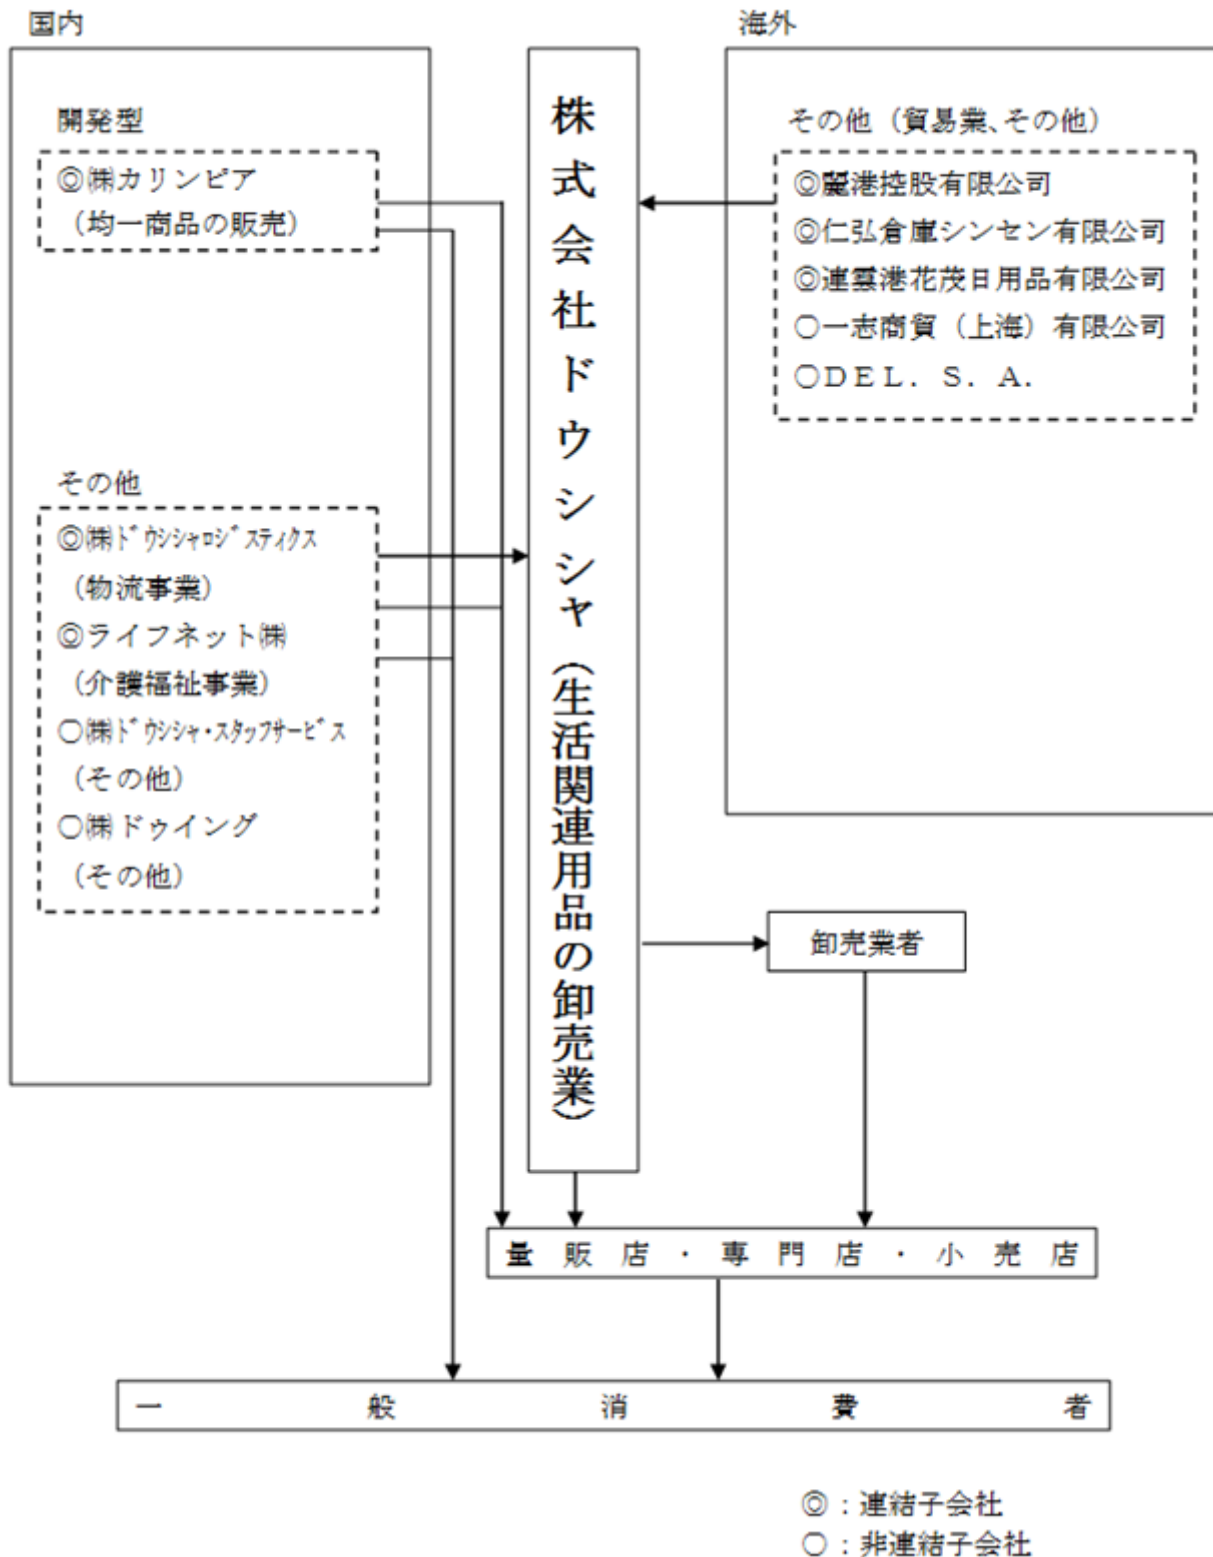 国内
海外
開発型
◎㈱カリンピア
（均一商品の販売）
その他
◎㈱ﾄﾞｳｼｼｬﾛｼﾞｽﾃｨｸｽ
（物流事業）
◎ライフネット㈱
（介護福祉事業）
○㈱ﾄﾞｳｼｼｬ・ｽﾀｯﾌｻｰﾋﾞｽ
（その他）
○㈱ドゥイング
（その他）
株式会社ドウシシャ（生活関連用品の卸売業）
その他（貿易業、その他）
◎麗港控股有限公司
◎仁弘倉庫シンセン有限公司
◎連雲港花茂日用品有限公司
○一志商貿（上海）有限公司
○ＤＥＬ．Ｓ．Ａ．
卸売業者
量販店・専門店・小売店
一般消費者
◎：連結子会社
○：非連結子会社